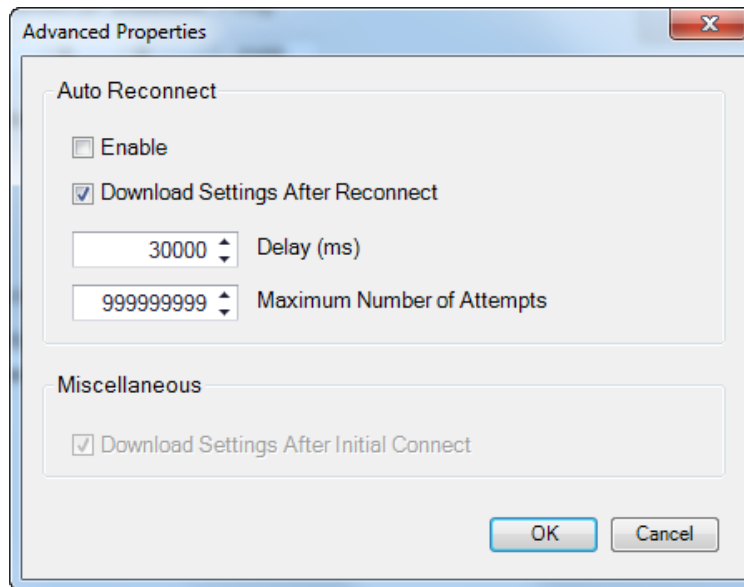 Advanced Properties
Auto Reconnect
Enable
Download Settings After Reconnect
30000 Delay (ms)
999999999 Maximum Number of Attempts
Miscellaneous
Download Settings After Initial Connect
OK Cancel